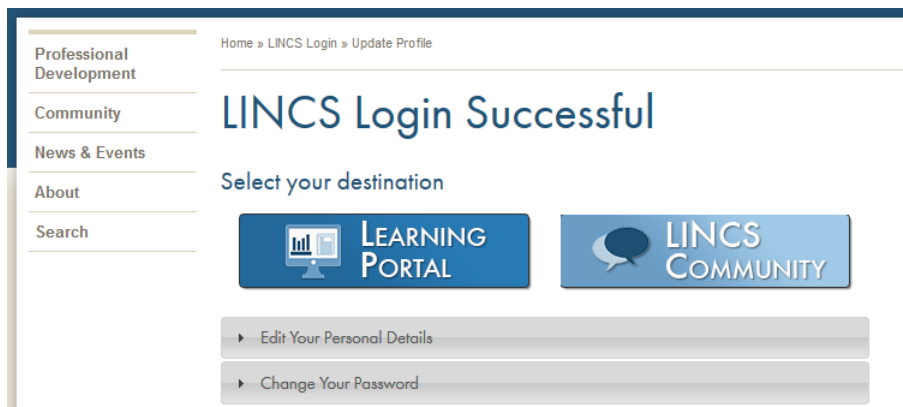 Professional
Development
Community
News & Events
About
Search
Home » LINCS Login » Update Profile
LINCS Login Successful
Select your destination
LEARNING
PORTAL
LINCS
COMMUNITY
Edit Your Personal Details
Change Your Password